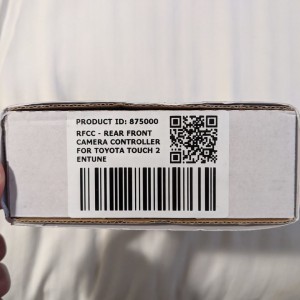 PRODUCT ID: 875000
RFCC - REAR FRONT
CAMERA CONTROLLER
FOR TOYOTA TOUCH 2
ENTUNE